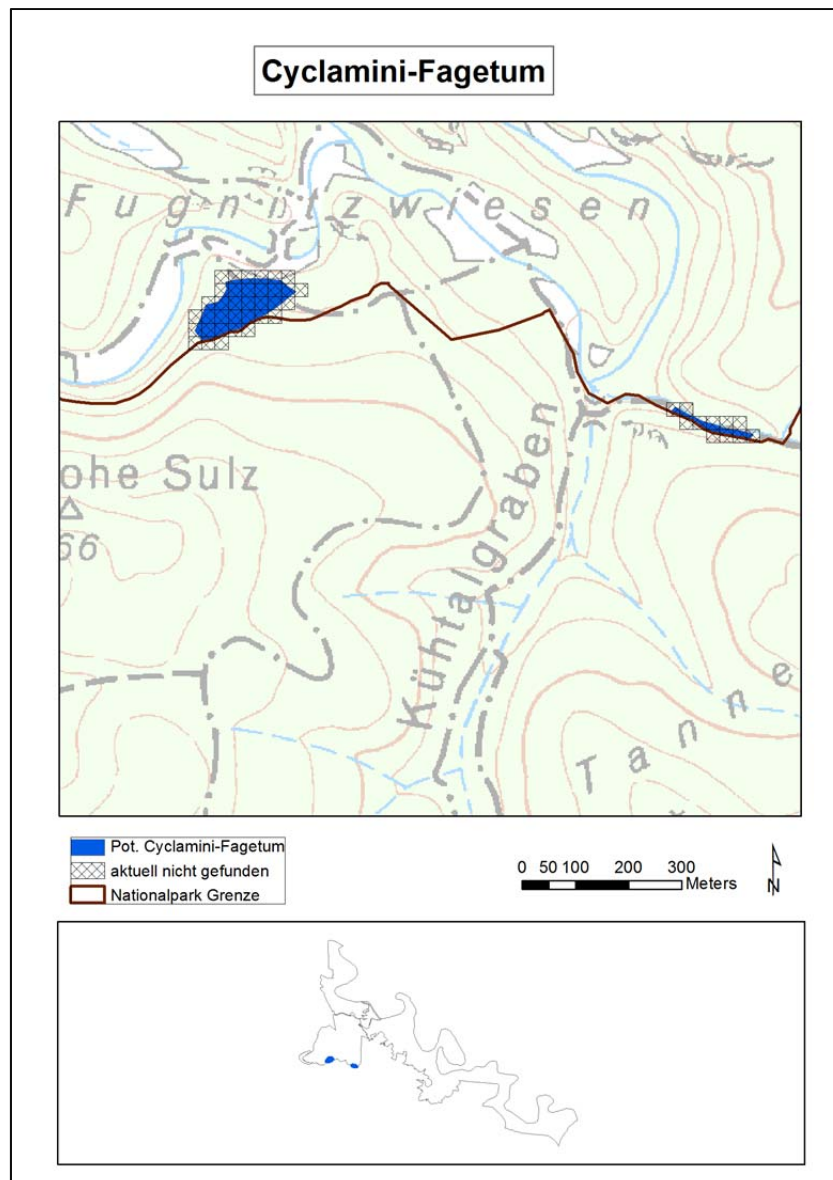 Cyclamini-Fagetum
Fugnitzwiesen
ohe Sulz
66
Kühtalgraben
Tanne
Pot. Cyclamini-Fagetum
aktuell nicht gefunden
Nationalpark Grenze
0 50 100 200 300
Meters
N